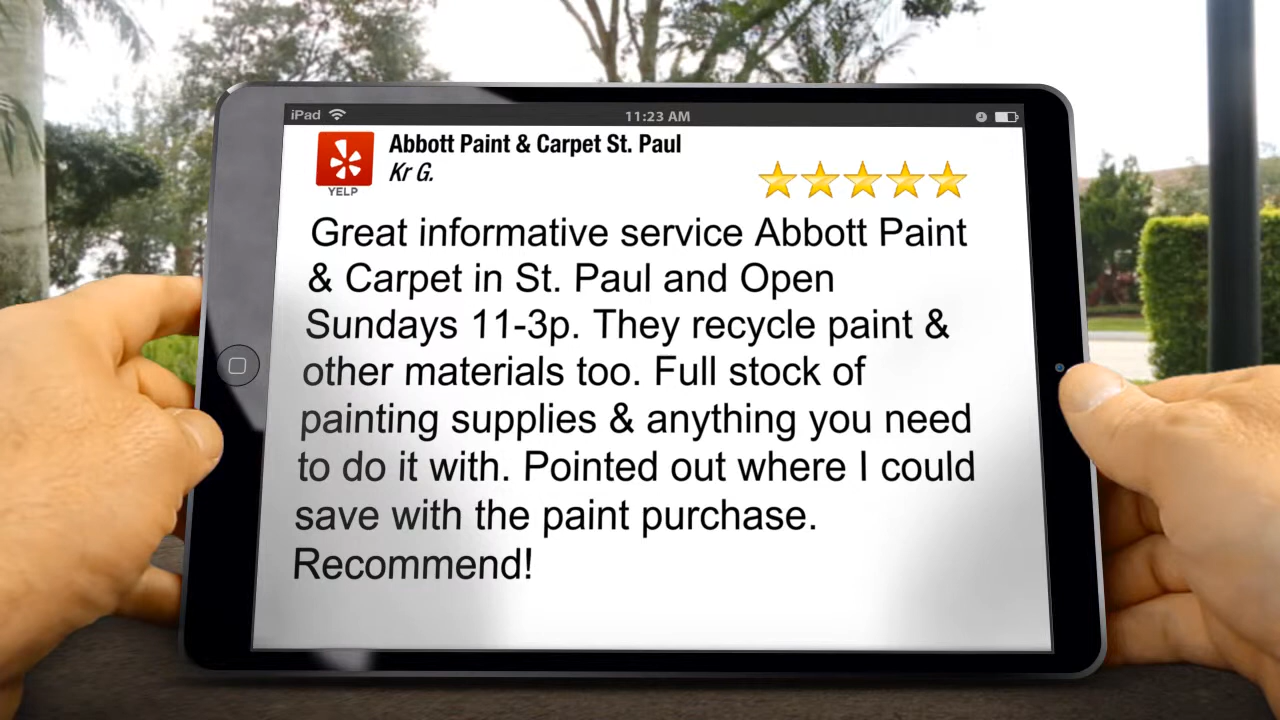 iPad 11:23 AM
Abbott Paint & Carpet St. Paul
Kr G.
YELP
Great informative service Abbott Paint
& Carpet in St. Paul and Open
Sundays 11-3p. They recycle paint &
other materials too. Full stock of
painting supplies & anything you need
to do it with. Pointed out where I could
save with the paint purchase.
Recommend!